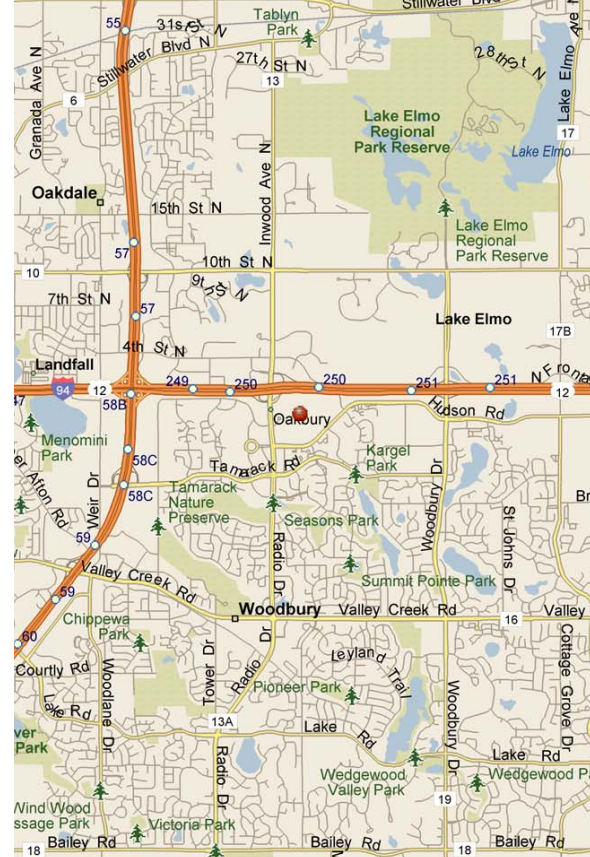 Stillwater Blvd
55
31st St N
Tablyn
Park
Ave N
Stillwater Blvd N
27th St N
28th St N
Granada Ave N
6
13
Lake Elmo
Regional
Park Reserve
Lake Elmo
17
Lake Elmo
Oakdale
15th St N
Inwood Ave N
Lake Elmo
Regional
Park Reserve
57
10
10th St N
9th St N
7th St N
57
Lake Elmo
17B
4th St N
Landfall
94
12
249
250
250
251
251
N Fron
12
47
58B
Oakbury
Hudson Rd
Menomini
Park
58C
Tamarack Rd
Kargel
Park
er Afton Rd
Weir Dr
58C
Tamarack
Nature
Preserve
Woodbury Dr
St Johns Dr
Br
Seasons Park
59
Radio Dr
Valley Creek Rd
Summit Pointe Park
59
Chippewa
Park
Woodbury
Valley Creek Rd
16
Valley
60
Dr
Leyland Trail
Courtly Rd
Woodlane Dr
Tower Dr
Radio
Pioneer Park
Woodbury Dr
Cottage Grove Dr
Lake Rd
13A
Lake Rd
ver
Park
Radio Dr
Lake Rd
Wedgewood
Valley Park
Wedgewood Pa
19
Wind Wood
ssage Park
Victoria Park
18
Bailey Rd
Bailey Rd
18
Bailey Rd